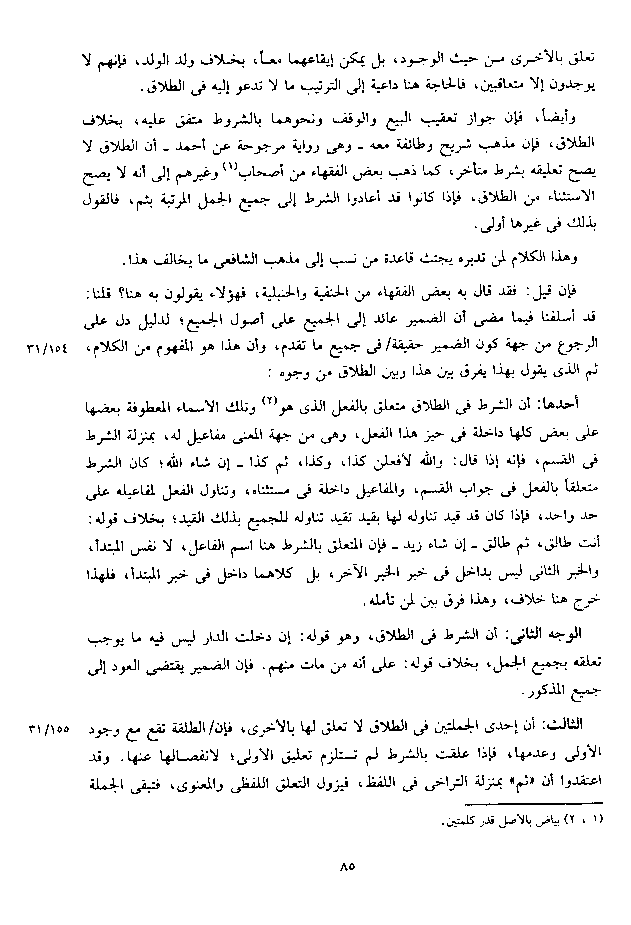 تعلق بالأخرى من حيث الوجود، بل يمكن إيقاعهما معاً، بخلاف ولد الولد، فإنهم لا
يوجدون إلا متعاقبين، فالحاجة هنا داعية إلى الترتيب ما لا تدعو إليه فى الطلاق.
وأيضاً، فإن جواز تعقيب البيع والوقف ونحوهما بالشروط متفق عليه، بخلاف
الطلاق، فإن مذهب شريح وطائفة معه ـ وهى رواية مرجوحة عن أحمد ـ أن الطلاق لا
يصح تعليقه بشرط متأخر، كما ذهب بعض الفقهاء من أصحاب(١) وغيرهم إلى أنه لا يصح
الاستثناء من الطلاق، فإذا كانوا قد أعادوا الشرط إلى جميع الجمل المرتبة بثم، فالقول
بذلك فى غيرها أولى.
وهذا الكلام لمن تدبره يجتث قاعدة من نسب إلى مذهب الشافعى ما يخالف هذا.
فإن قيل: فقد قال به بعض الفقهاء من الحنفية والحنبلية، فهؤلاء يقولون به هنا؟ قلنا:
قد أسلفنا فيما مضى أن الضمير عائد إلى الجميع على أصول الجميع؛ لدليل دل على
الرجوع من جهة كون الضمير حقيقة/ فى جميع ما تقدم، وأن هذا هو المفهوم من الكلام، ٣١/١٥٤
ثم الذى يقول بهذا يفرق بين هذا وبين الطلاق من وجوه :
أحدها: أن الشرط فى الطلاق متعلق بالفعل الذى هو(٢) وتلك الأسماء المعطوفة بعضها
على بعض كلها داخلة فى حيز هذا الفعل، وهى من جهة المعنى مفاعيل له، بمنزلة الشرط
فى القسم، فإنه إذا قال: والله لأفعلن كذا، وكذا، ثم كذا ـ إن شاء الله؛ كان الشرط
متعلقاً بالفعل فى جواب القسم، والمفاعيل داخلة فى مستثناه، وتناول الفعل لمفاعيله على
حد واحد، فإذا كان قد قيد تناوله لها بقيد تقيد تناوله للجميع بذلك القيد؛ بخلاف قوله:
أنت طالق، ثم طالق ـ إن شاء زيد ـ فإن المتعلق بالشرط هنا اسم الفاعل، لا نفس المبتدأ،
والخبر الثانى ليس بداخل فى خبر الخبر الآخر، بل كلاهما داخل فى خبر المبتدأ، فلهذا
خرج هنا خلاف، وهذا فرق بين لمن تأمله.
الوجه الثانى: أن الشرط فى الطلاق، وهو قوله: إن دخلت الدار ليس فيه ما يوجب
تعلقه بجميع الجمل، بخلاف قوله: على أنه من مات منهم. فإن الضمير يقتضى العود إلى
جميع المذكور.
الثالث: أن إحدى الجملتين فى الطلاق لا تعلق لها بالأخرى، فإن/ الطلقة تقع مع وجود ٣١/١٥٥
الأولى وعدمها، فإذا علقت بالشرط لم تستلزم تعليق الأولى؛ لانفصالها عنها. وقد
اعتقدوا أن «ثم» بمنزلة التراخى فى اللفظ، فيزول التعلق اللفظى والمعنوى، فتبقى الجملة
(١ ، ٢) بياض بالأصل قدر كلمتين.
٨٥